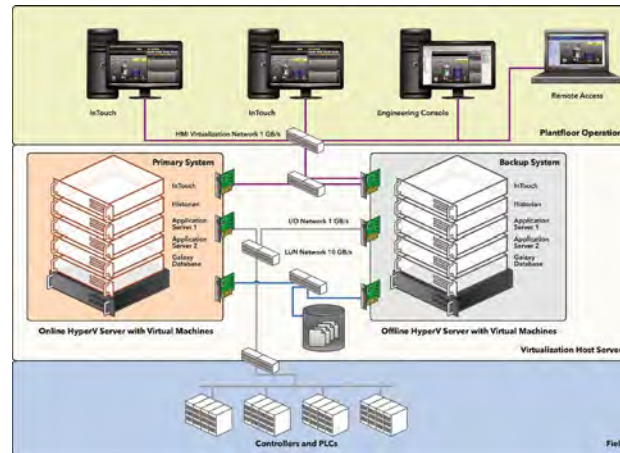 InTouch
InTouch
Engineering Console
Remote Access
HMI Virtualization Network 1 GB/s
Plantfloor Operation
Primary System
Backup System
InTouch
Historian
Application
Server 1
Application
Server 2
Galaxy
Database
I/O Network 1 GB/s
LUN Network 10 GB/s
InTouch
Historian
Application
Server 1
Application
Server 2
Galaxy
Database
Online HyperV Server with Virtual Machines
Offline HyperV Server with Virtual Machines
Virtualization Host Server
Controllers and PLCs
Fiel